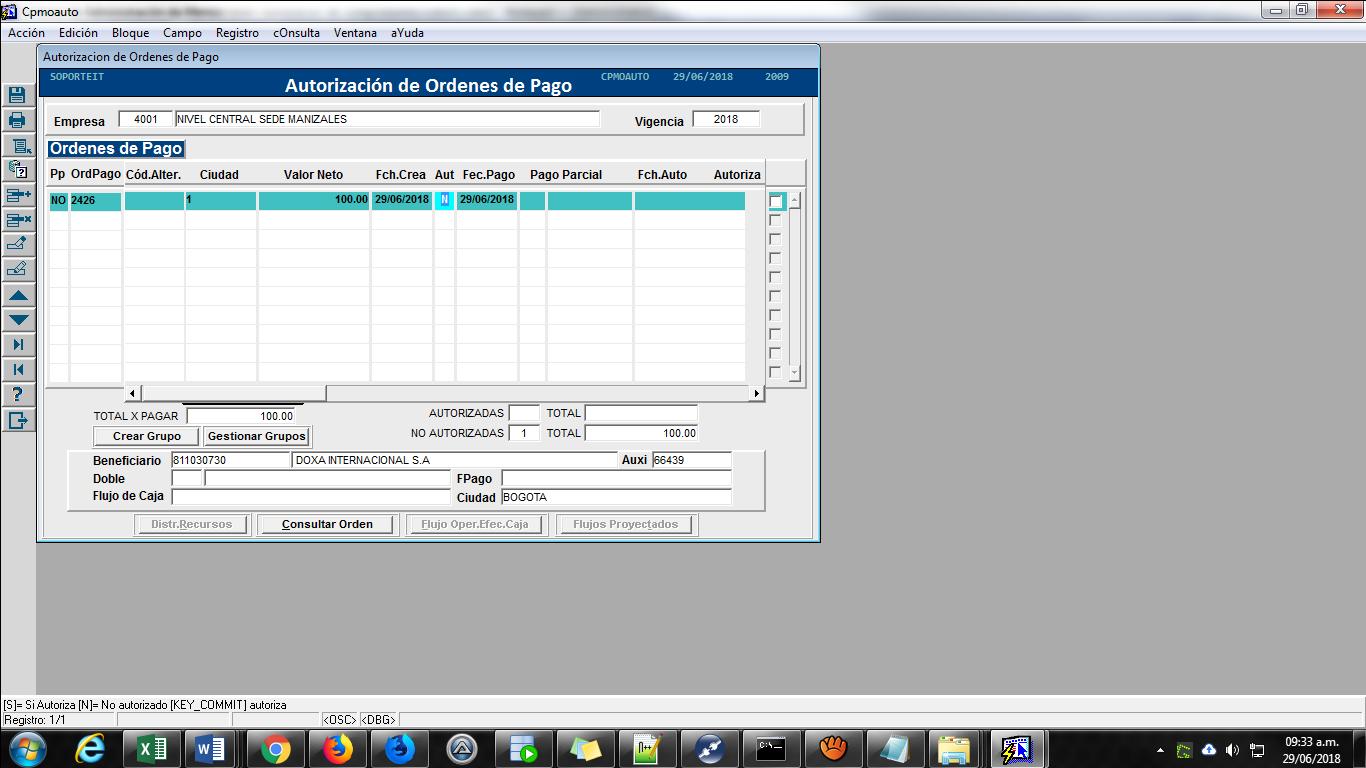 Cpmoauto
Acción Edición Bloque Campo Registro cOnsulta Ventana aYuda
Autorizacion de Ordenes de Pago
SOPORTEIT Autorización de Ordenes de Pago CPMOAUTO 29/06/2018 2009
Empresa 4001 NIVEL CENTRAL SEDE MANIZALES Vigencia 2018
Ordenes de Pago
Pp OrdPago Cód.Alter. Ciudad Valor Neto Fch.Crea Aut Fec.Pago Pago Parcial Fch.Auto Autoriza
NO 2426 1 100.00 29/06/2018 N 29/06/2018
TOTAL X PAGAR 100.00 AUTORIZADAS TOTAL
Crear Grupo Gestionar Grupos NO AUTORIZADAS 1 TOTAL 100.00
Beneficiario 811030730 DOXA INTERNACIONAL S.A Auxi 66439
Doble FPago
Flujo de Caja Ciudad BOGOTA
Distr.Recursos Consultar Orden Flujo Oper.Efec.Caja Flujos Proyectados
[S]= Si Autoriza [N]= No autorizado [KEY_COMMIT] autoriza
Registro: 1/1 <OSC> <DBG>
09:33 a.m.
29/06/2018